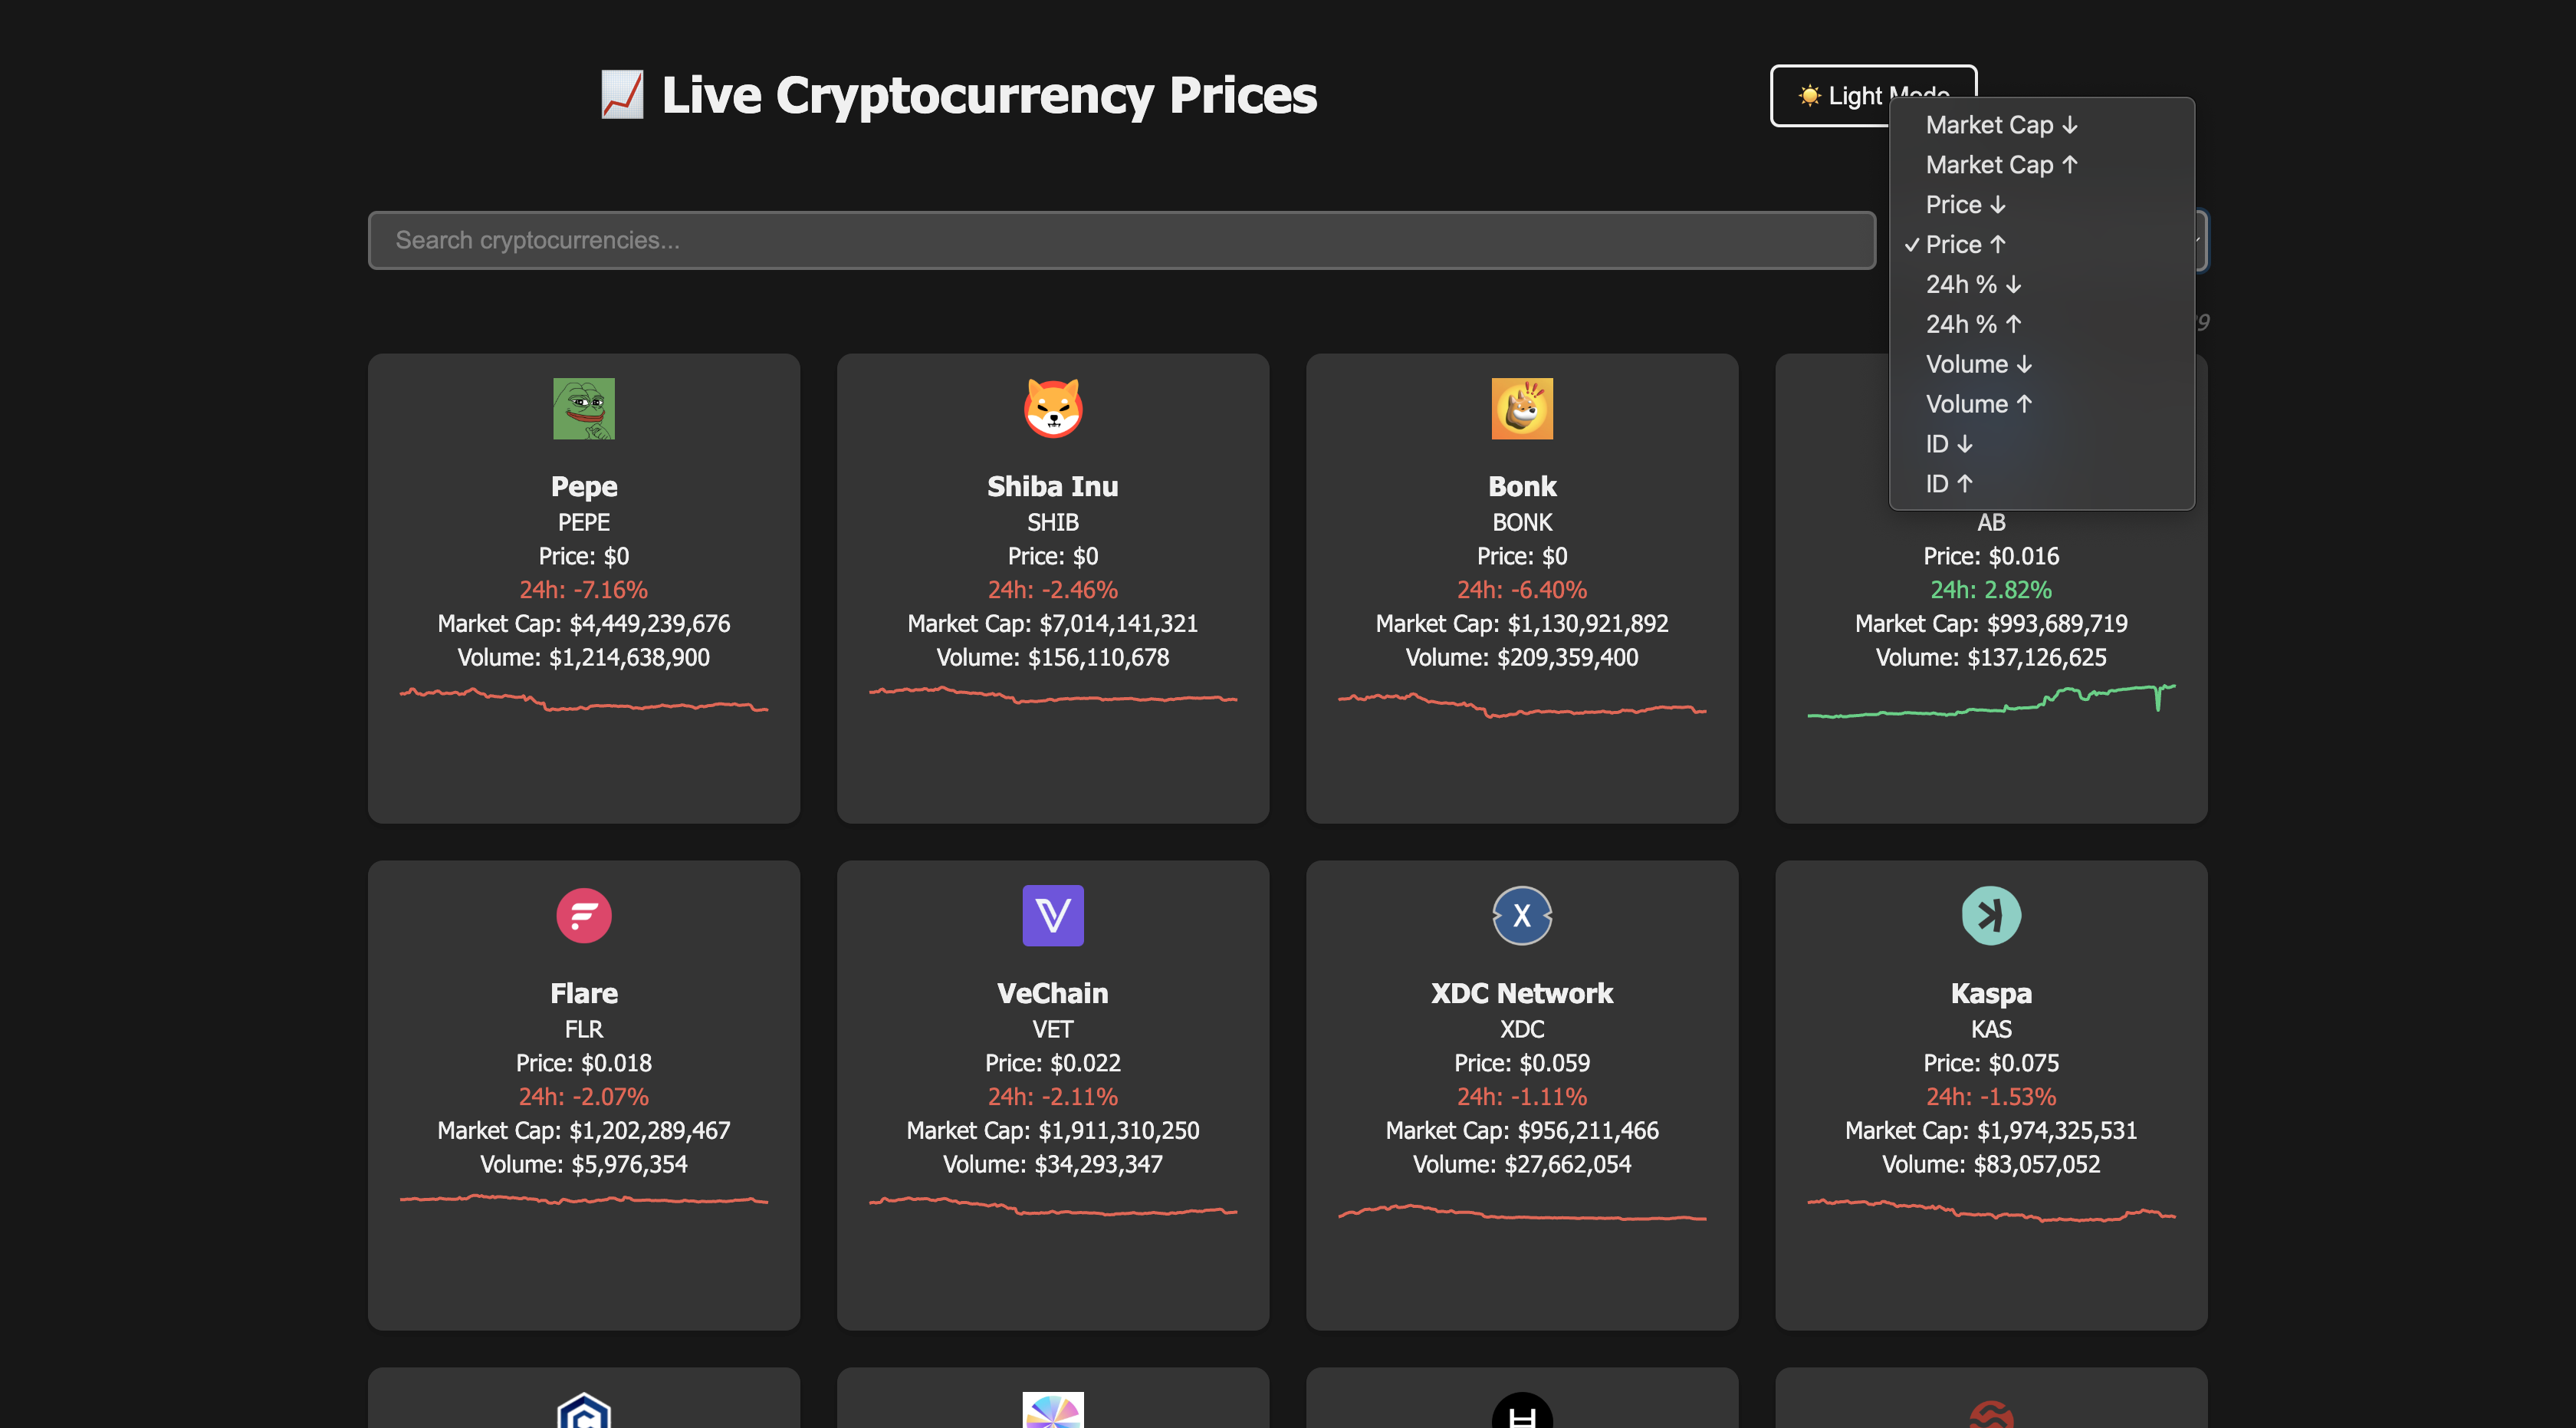 📈 Live Cryptocurrency Prices
☀️ Light Mode
Search cryptocurrencies...
Market Cap ↓
Market Cap ↑
Price ↓
✓ Price ↑
24h % ↓
24h % ↑
Volume ↓
Volume ↑
ID ↓
ID ↑
Pepe
PEPE
Price: $0
24h: -7.16%
Market Cap: $4,449,239,676
Volume: $1,214,638,900
Shiba Inu
SHIB
Price: $0
24h: -2.46%
Market Cap: $7,014,141,321
Volume: $156,110,678
Bonk
BONK
Price: $0
24h: -6.40%
Market Cap: $1,130,921,892
Volume: $209,359,400
AB
Price: $0.016
24h: 2.82%
Market Cap: $993,689,719
Volume: $137,126,625
Flare
FLR
Price: $0.018
24h: -2.07%
Market Cap: $1,202,289,467
Volume: $5,976,354
VeChain
VET
Price: $0.022
24h: -2.11%
Market Cap: $1,911,310,250
Volume: $34,293,347
X
XDC Network
XDC
Price: $0.059
24h: -1.11%
Market Cap: $956,211,466
Volume: $27,662,054
Kaspa
KAS
Price: $0.075
24h: -1.53%
Market Cap: $1,974,325,531
Volume: $83,057,052